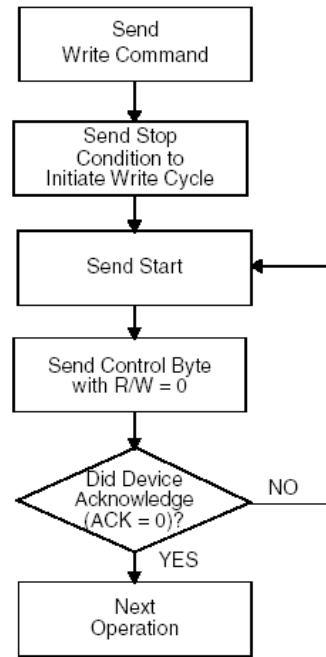 Send
Write Command
Send Stop
Condition to
Initiate Write Cycle
Send Start
Send Control Byte
with R/W = 0
Did Device
Acknowledge
(ACK = 0)?
NO
YES
Next
Operation